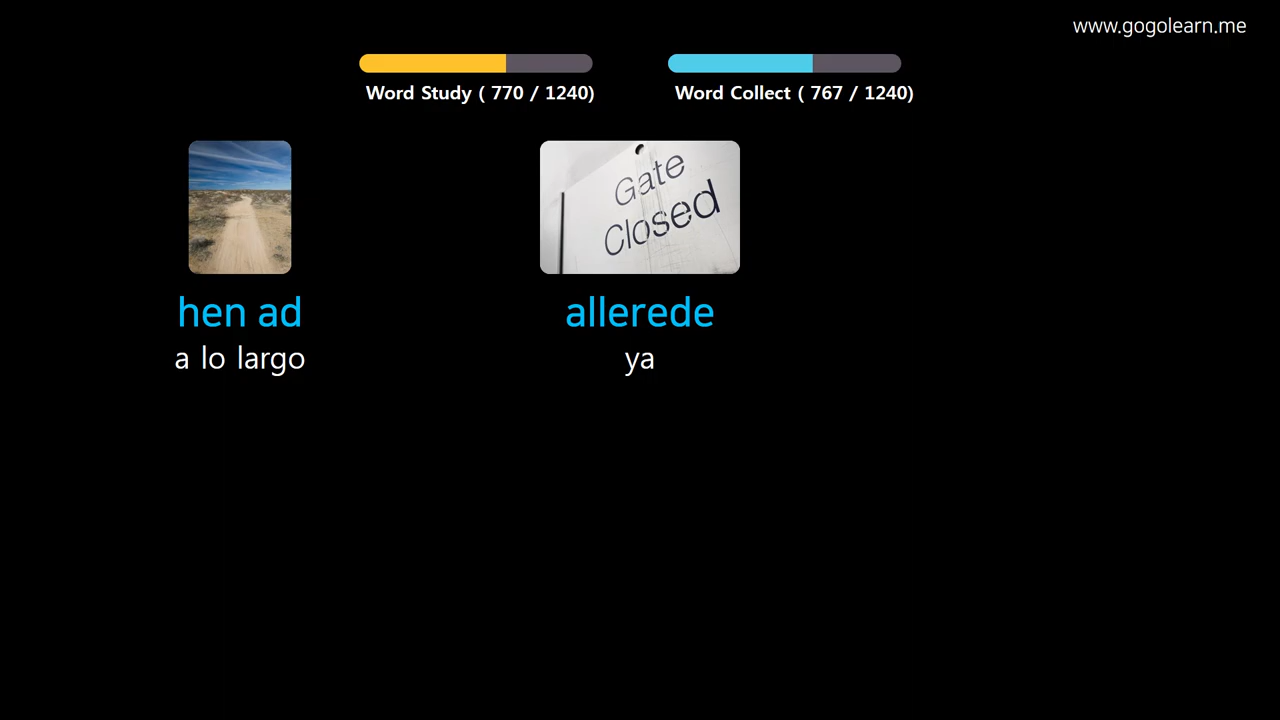 www.gogolearn.me
Word Study ( 770 / 1240)
Word Collect ( 767 / 1240)
Gate
Closed
hen ad
allerede
a lo largo
ya